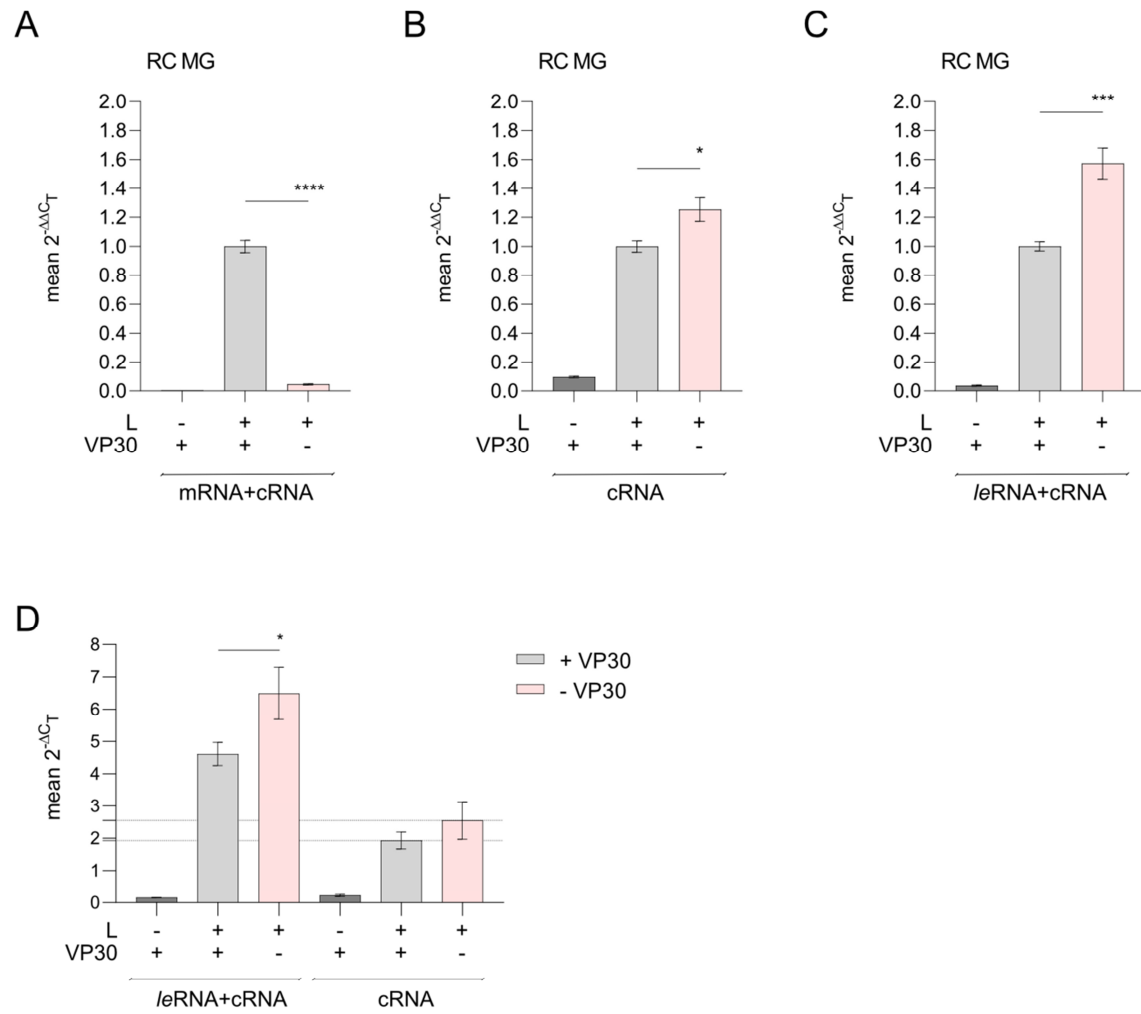 A
RC MG
mean 2-ΔΔCT
2.0
1.8
1.6
1.4
1.2
1.0
0.8
0.6
0.4
0.2
0.0
****
L - + +
VP30 + + -
mRNA+cRNA
B
RC MG
mean 2-ΔΔCT
2.0
1.8
1.6
1.4
1.2
1.0
0.8
0.6
0.4
0.2
0.0
*
L - + +
VP30 + + -
cRNA
C
RC MG
mean 2-ΔΔCT
2.0
1.8
1.6
1.4
1.2
1.0
0.8
0.6
0.4
0.2
0.0
***
L - + +
VP30 + + -
leRNA+cRNA
D
mean 2-ΔCT
8
7
6
5
4
3
2
1
0
*
+ VP30
- VP30
L - + + - + +
VP30 + + - + + -
leRNA+cRNA cRNA